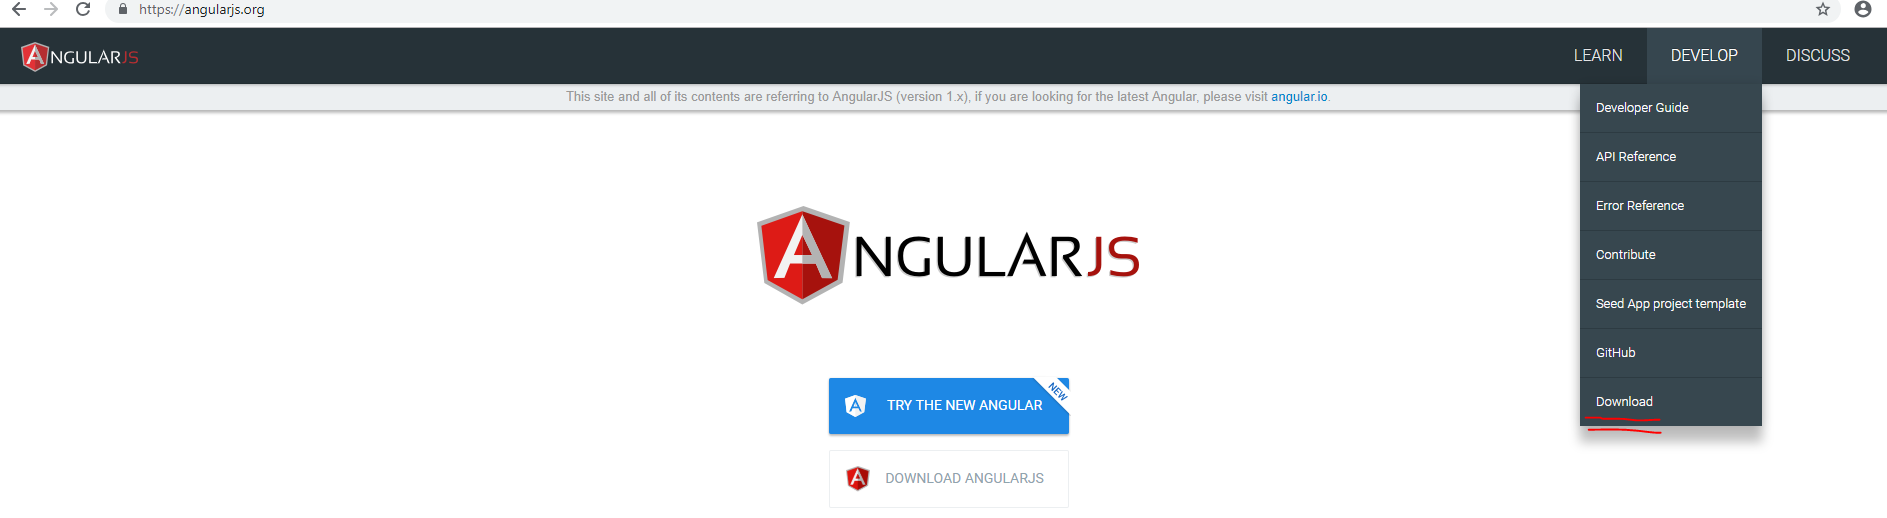 https://angularjs.org
ANGULARJS
LEARN
DEVELOP
DISCUSS
This site and all of its contents are referring to AngularJS (version 1.x), if you are looking for the latest Angular, please visit angular.io.
Developer Guide
API Reference
Error Reference
Contribute
Seed App project template
GitHub
Download
ANGULARJS
TRY THE NEW ANGULAR
NEW
DOWNLOAD ANGULARJS